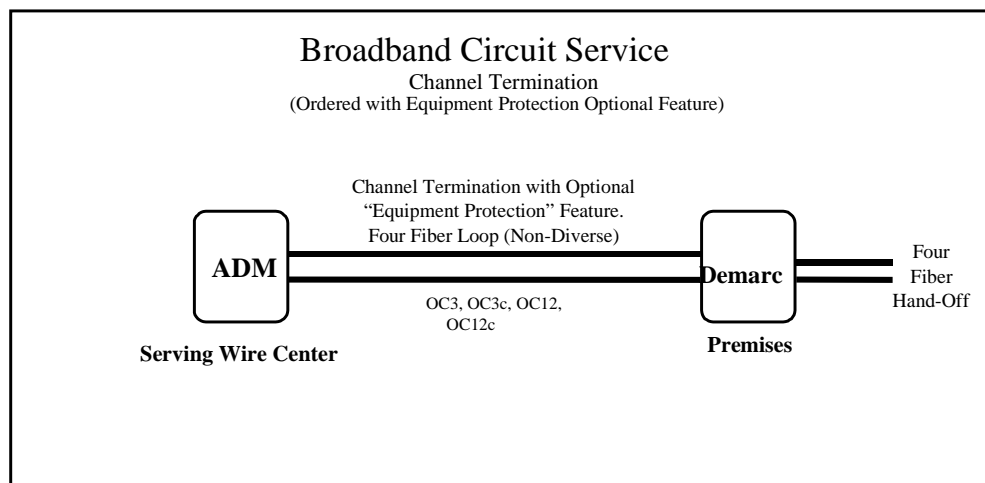 Broadband Circuit Service
Channel Termination
(Ordered with Equipment Protection Optional Feature)
Channel Termination with Optional
“Equipment Protection” Feature.
Four Fiber Loop (Non-Diverse)
ADM
Demarc
Four
Fiber
Hand-Off
OC3, OC3c, OC12,
OC12c
Serving Wire Center
Premises